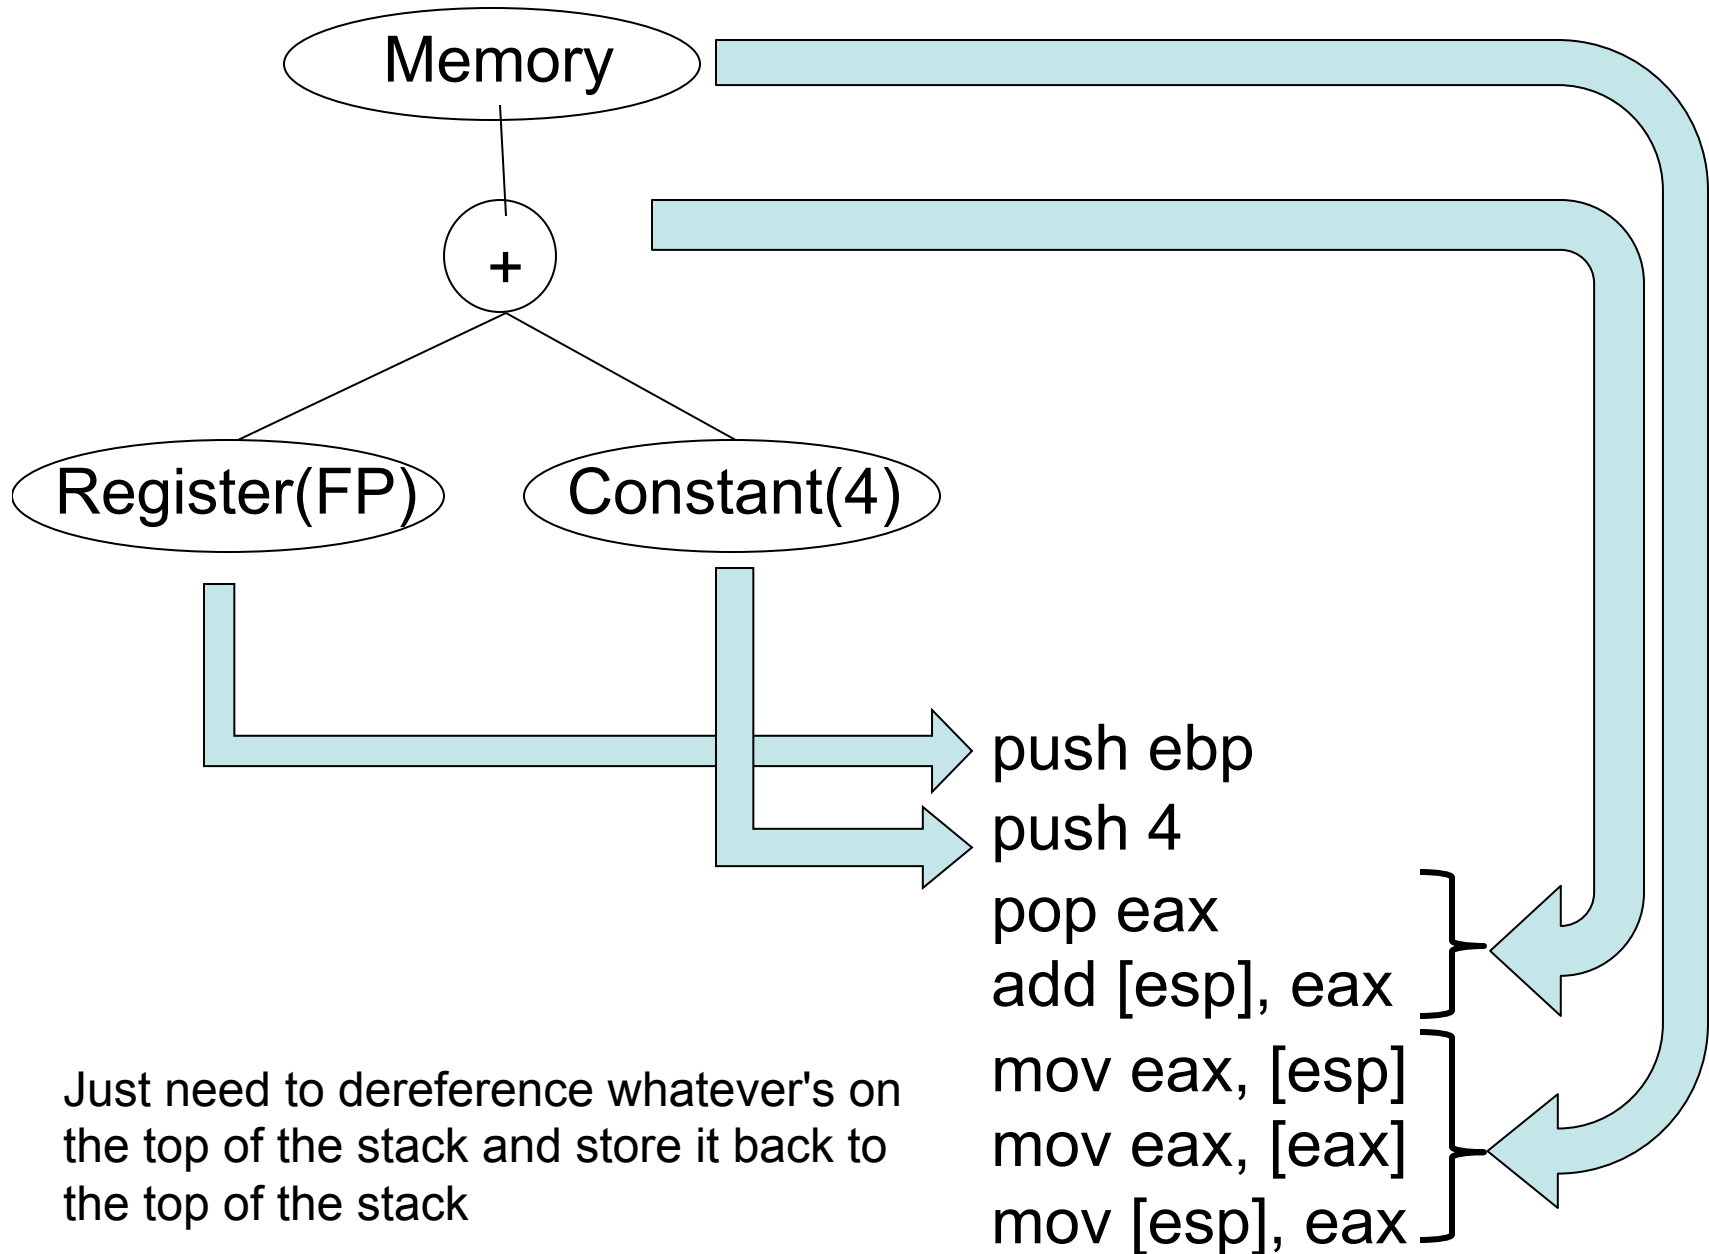 Memory
+
Register(FP)
Constant(4)
push ebp
push 4
pop eax
add [esp], eax
mov eax, [esp]
mov eax, [eax]
mov [esp], eax
Just need to dereference whatever's on
the top of the stack and store it back to
the top of the stack